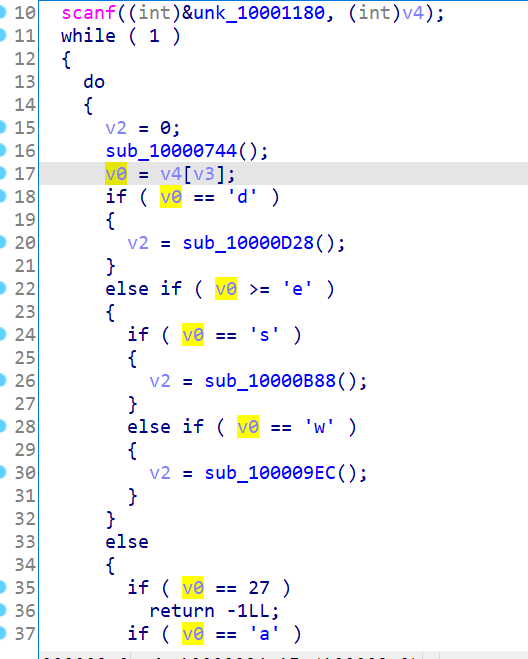 10 scanf((int)&unk_10001180, (int)v4);
11 while ( 1 )
12 {
13 do
14 {
15 v2 = 0;
16 sub_10000744();
17 v0 = v4[v3];
18 if ( v0 == 'd' )
19 {
20 v2 = sub_10000D28();
21 }
22 else if ( v0 >= 'e' )
23 {
24 if ( v0 == 's' )
25 {
26 v2 = sub_10000B88();
27 }
28 else if ( v0 == 'w' )
29 {
30 v2 = sub_100009EC();
31 }
32 }
33 else
34 {
35 if ( v0 == 27 )
36 return -1LL;
37 if ( v0 == 'a' )